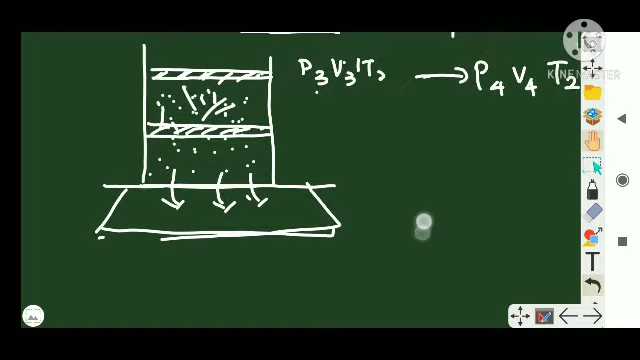 P₃ V₃ T₂ → P₄ V₄ T₂
KINEMASTER
T